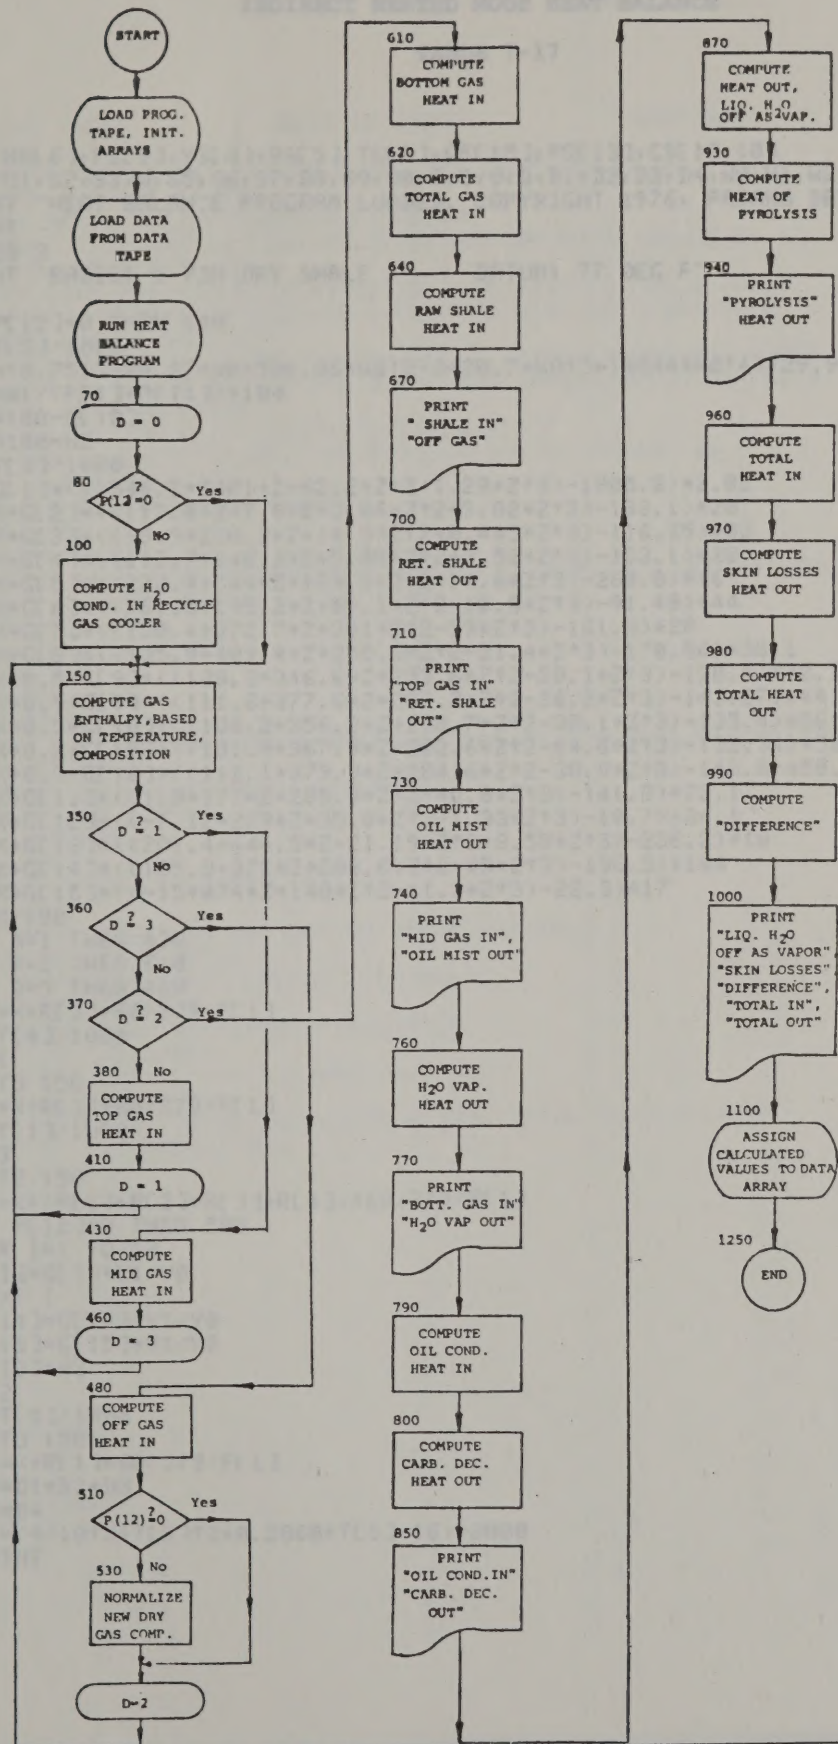 START
LOAD PROG.
TAPE, INIT.
ARRAYS
LOAD DATA
FROM DATA
TAPE
RUN HEAT
BALANCE
PROGRAM
70
D = 0
80
?
P(12)=0
Yes
No
100
COMPUTE H2O
COND. IN RECYCLE
GAS COOLER
150
COMPUTE GAS
ENTHALPY, BASED
ON TEMPERATURE,
COMPOSITION
350
?
D = 1
Yes
No
360
?
D = 3
Yes
No
370
?
D = 2
Yes
No
380
COMPUTE
TOP GAS
HEAT IN
410
D = 1
430
COMPUTE
MID GAS
HEAT IN
460
D = 3
480
COMPUTE
OFF GAS
HEAT IN
510
?
P(12)=0
Yes
No
530
NORMALIZE
NEW DRY
GAS COMP.
D=2
610
COMPUTE
BOTTOM GAS
HEAT IN
620
COMPUTE
TOTAL GAS
HEAT IN
640
COMPUTE
RAW SHALE
HEAT IN
670
PRINT
" SHALE IN"
"OFF GAS"
700
COMPUTE
RET. SHALE
HEAT OUT
710
PRINT
"TOP GAS IN"
"RET. SHALE
OUT"
730
COMPUTE
OIL MIST
HEAT OUT
740
PRINT
"MID GAS IN",
"OIL MIST OUT"
760
COMPUTE
H2O VAP.
HEAT OUT
770
PRINT
"BOTT. GAS IN"
"H2O VAP OUT"
790
COMPUTE
OIL COND.
HEAT IN
800
COMPUTE
CARB. DEC.
HEAT OUT
850
PRINT
"OIL COND.IN"
"CARB. DEC.
OUT"
870
COMPUTE
HEAT OUT,
LIQ. H2O
OFF AS VAP.
930
COMPUTE
HEAT OF
PYROLYSIS
940
PRINT
"PYROLYSIS"
HEAT OUT
960
COMPUTE
TOTAL
HEAT IN
970
COMPUTE
SKIN LOSSES
HEAT OUT
980
COMPUTE
TOTAL HEAT
OUT
990
COMPUTE
"DIFFERENCE"
1000
PRINT
"LIQ. H2O
OFF AS VAPOR",
"SKIN LOSSES"
"DIFFERENCE",
"TOTAL IN",
"TOTAL OUT"
1100
ASSIGN
CALCULATED
VALUES TO DATA
ARRAY
1250
END